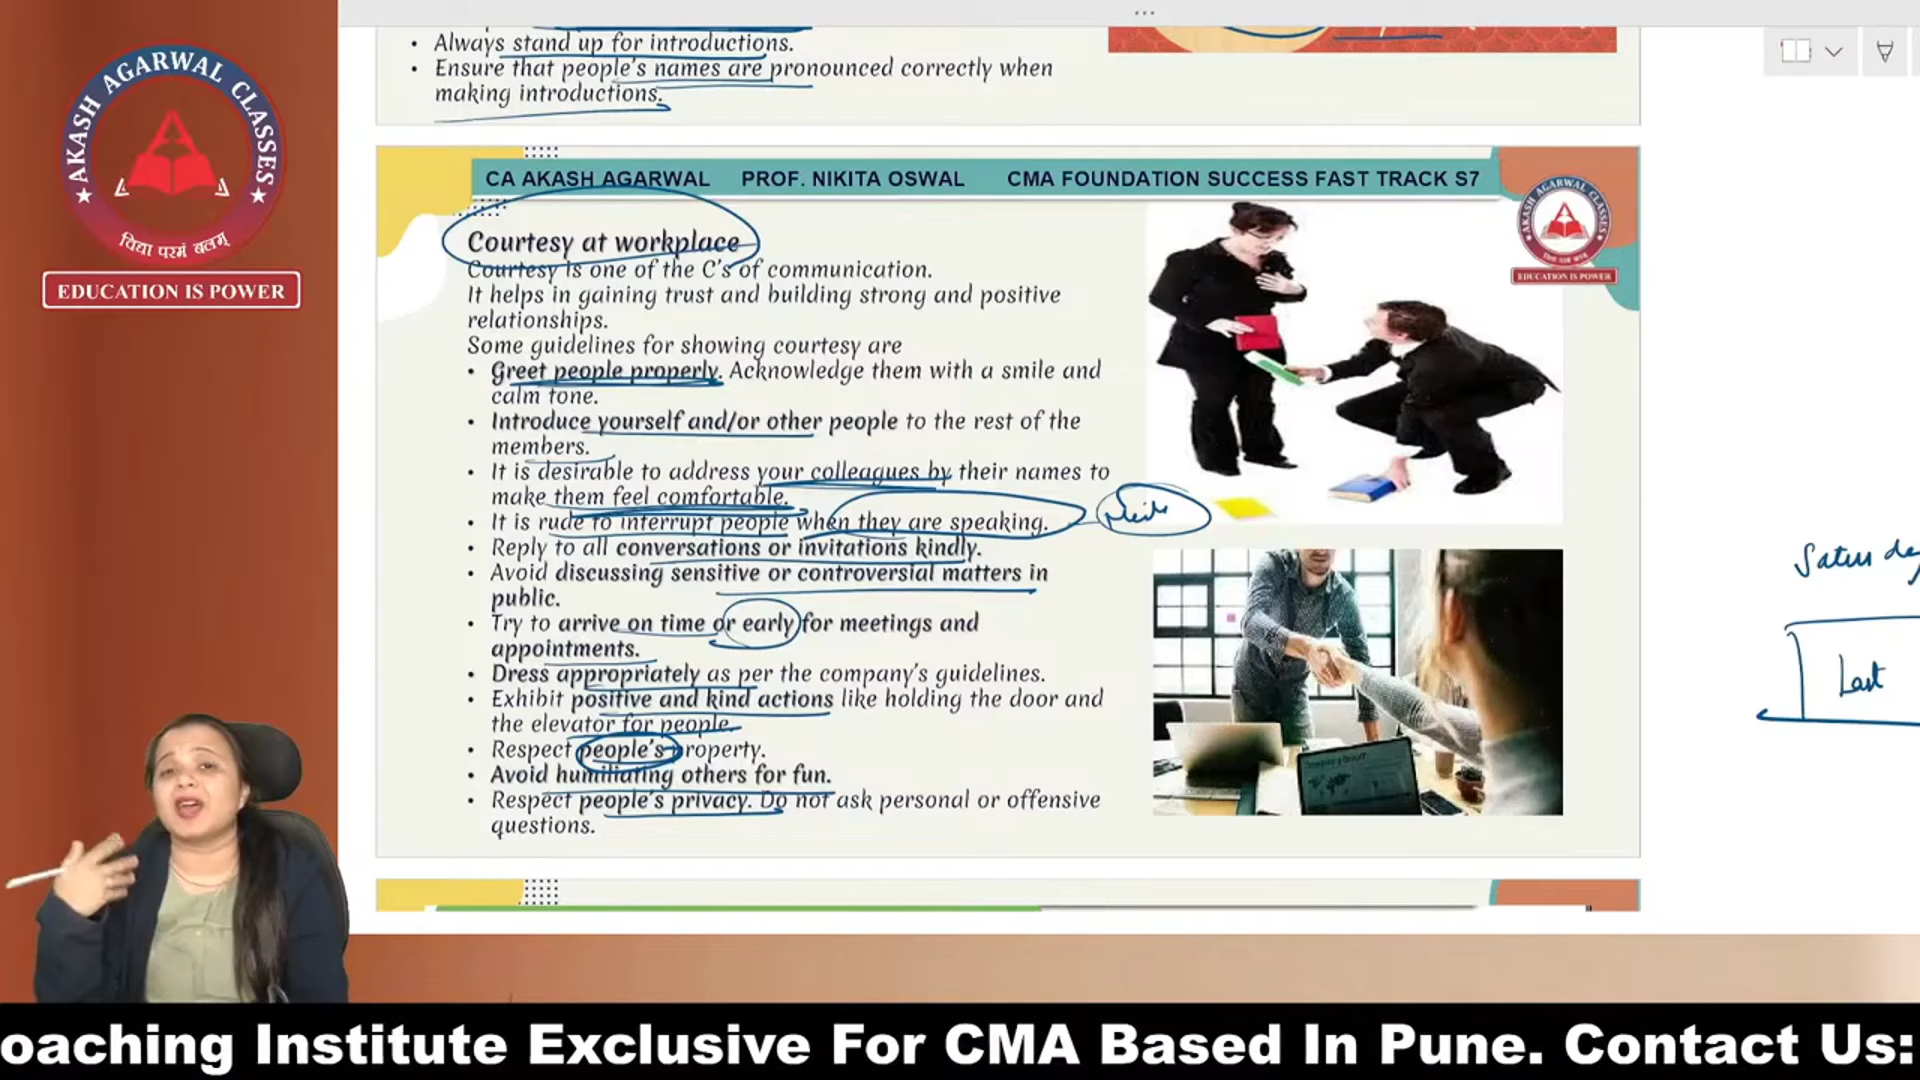 • Always stand up for introductions.
• Ensure that people's names are pronounced correctly when
making introductions.
AKASH AGARWAL CLASSES
विद्या परमं बलम्
EDUCATION IS POWER
CA AKASH AGARWAL PROF. NIKITA OSWAL CMA FOUNDATION SUCCESS FAST TRACK S7
AKASH AGARWAL CLASSES
EDUCATION IS POWER
Courtesy at workplace
Courtesy is one of the C's of communication.
It helps in gaining trust and building strong and positive
relationships.
Some guidelines for showing courtesy are
• Greet people properly. Acknowledge them with a smile and
calm tone.
• Introduce yourself and/or other people to the rest of the
members.
• It is desirable to address your colleagues by their names to
make them feel comfortable.
• It is rude to interrupt people when they are speaking.
• Reply to all conversations or invitations kindly.
• Avoid discussing sensitive or controversial matters in
public.
• Try to arrive on time or early for meetings and
appointments.
• Dress appropriately as per the company's guidelines.
• Exhibit positive and kind actions like holding the door and
the elevator for people.
• Respect people's property.
• Avoid humiliating others for fun.
• Respect people's privacy. Do not ask personal or offensive
questions.
Last
oaching Institute Exclusive For CMA Based In Pune. Contact Us: